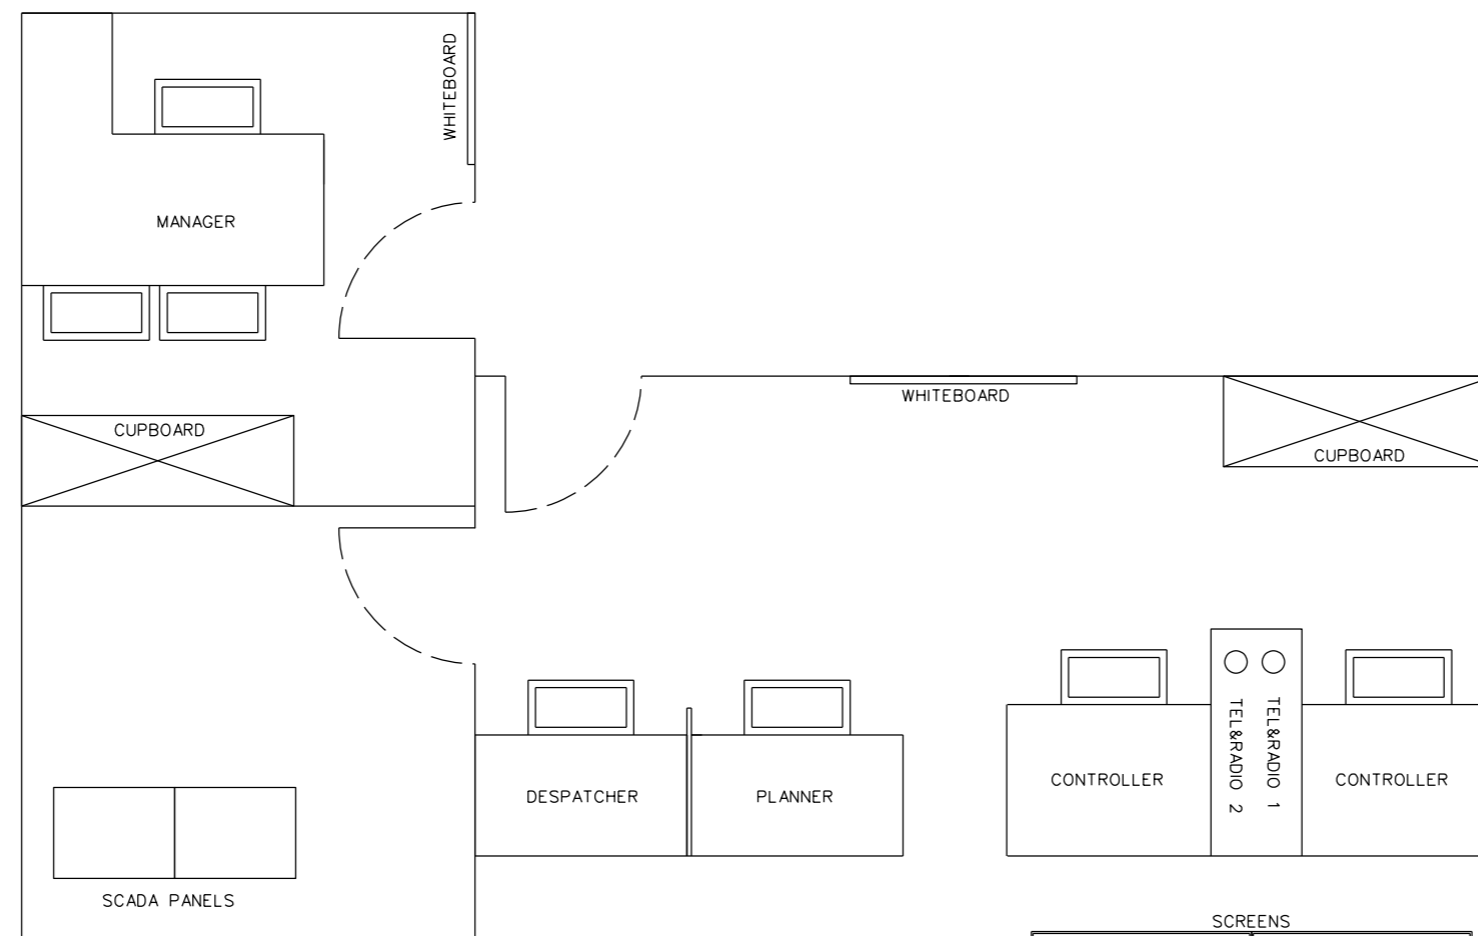 WHITEBOARD
MANAGER
WHITEBOARD
CUPBOARD
CUPBOARD
TEL&RADIO 2
TEL&RADIO 1
DESPATCHER
PLANNER
CONTROLLER
CONTROLLER
SCADA PANELS
SCREENS